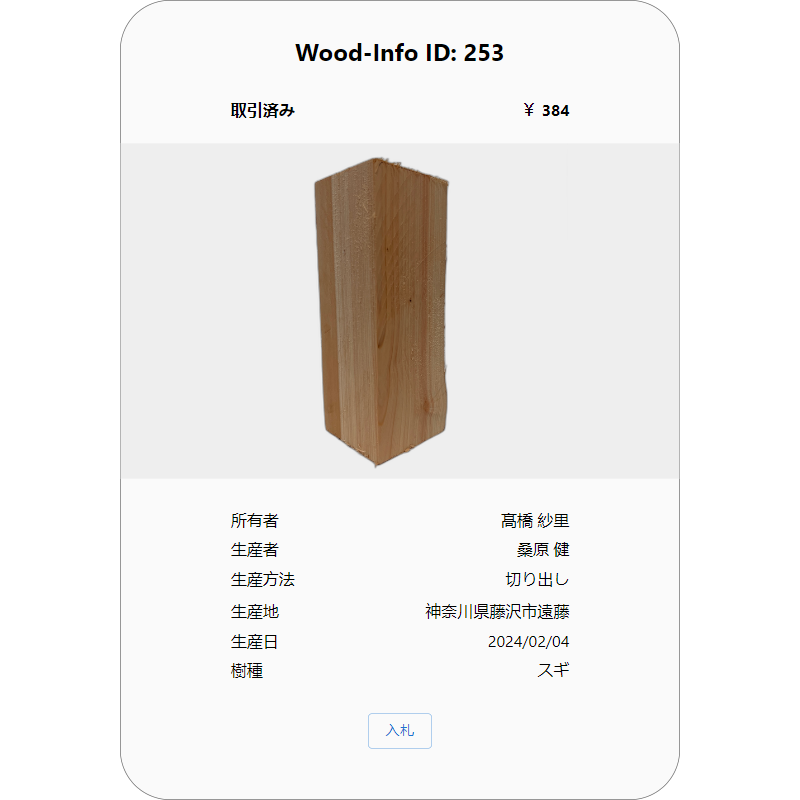 Wood-Info ID: 253
取引済み ¥ 384
所有者 髙橋 紗里
生産者 桑原 健
生産方法 切り出し
生産地 神奈川県藤沢市遠藤
生産日 2024/02/04
樹種 スギ
入札